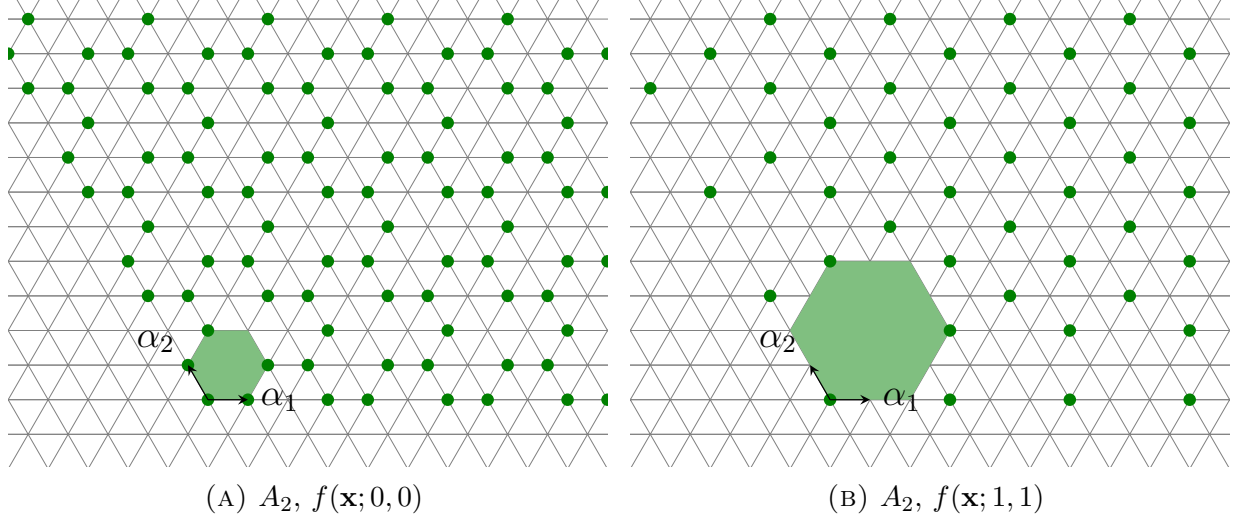 α₂
α₁
α₂
α₁
(A) A₂, f(x; 0, 0)
(B) A₂, f(x; 1, 1)